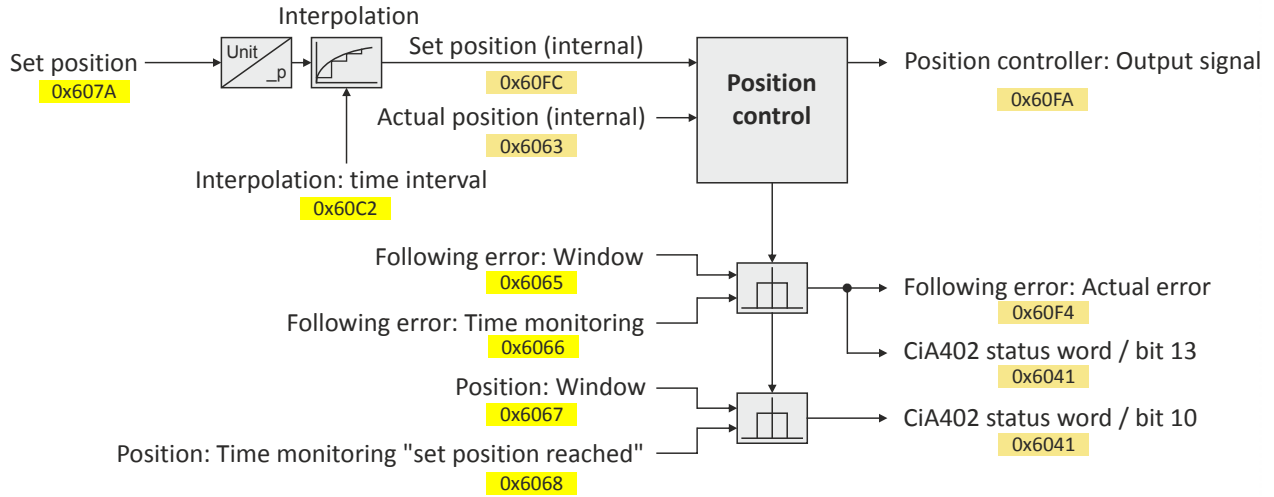 Interpolation
Unit
_p
Set position
0x607A
Set position (internal)
0x60FC
Actual position (internal)
0x6063
Interpolation: time interval
0x60C2
Position
control
Position controller: Output signal
0x60FA
Following error: Window
0x6065
Following error: Time monitoring
0x6066
Following error: Actual error
0x60F4
CiA402 status word / bit 13
0x6041
Position: Window
0x6067
Position: Time monitoring "set position reached"
0x6068
CiA402 status word / bit 10
0x6041